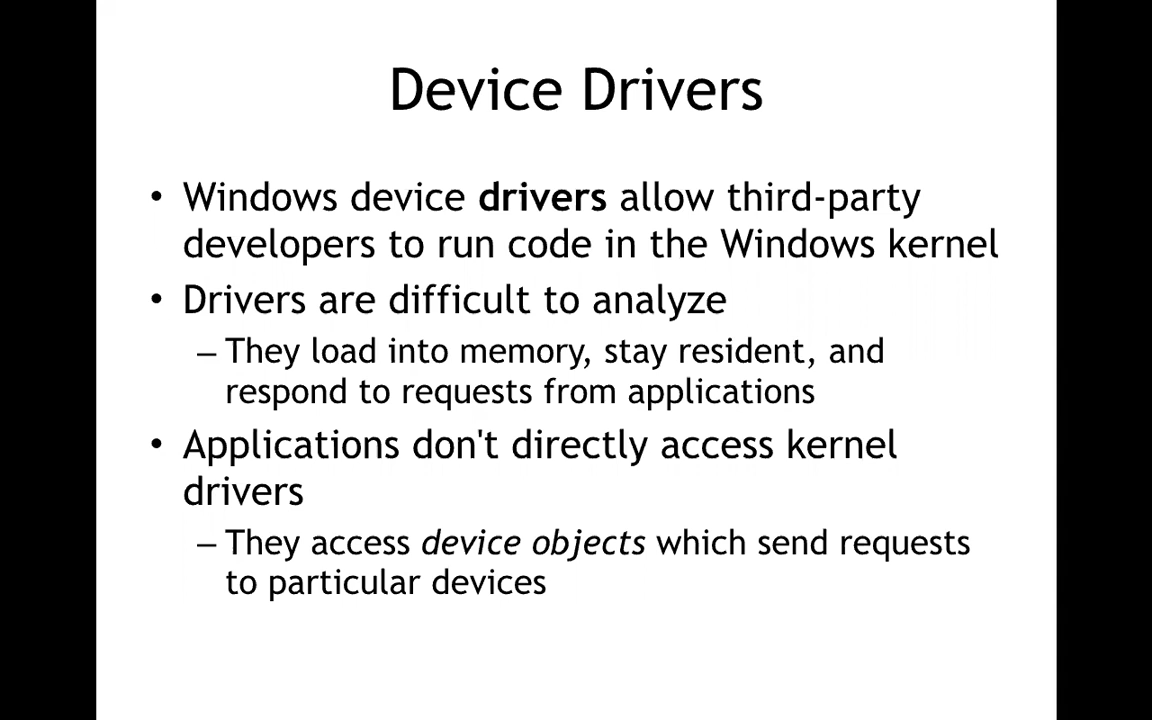 Device Drivers
• Windows device drivers allow third-party
developers to run code in the Windows kernel
• Drivers are difficult to analyze
– They load into memory, stay resident, and
respond to requests from applications
• Applications don't directly access kernel
drivers
– They access device objects which send requests
to particular devices